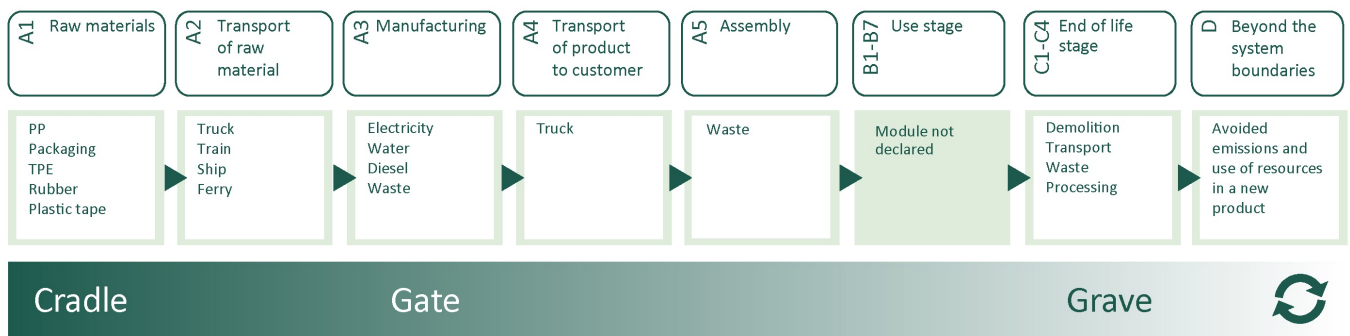 A1
Raw materials
A2
Transport
of raw
material
A3
Manufacturing
A4
Transport
of product
to customer
A5
Assembly
B1-B7
Use stage
C1-C4
End of life
stage
D
Beyond the
system
boundaries
PP
Packaging
TPE
Rubber
Plastic tape
Truck
Train
Ship
Ferry
Electricity
Water
Diesel
Waste
Truck
Waste
Module not
declared
Demolition
Transport
Waste
Processing
Avoided
emissions and
use of resources
in a new
product
Cradle
Gate
Grave